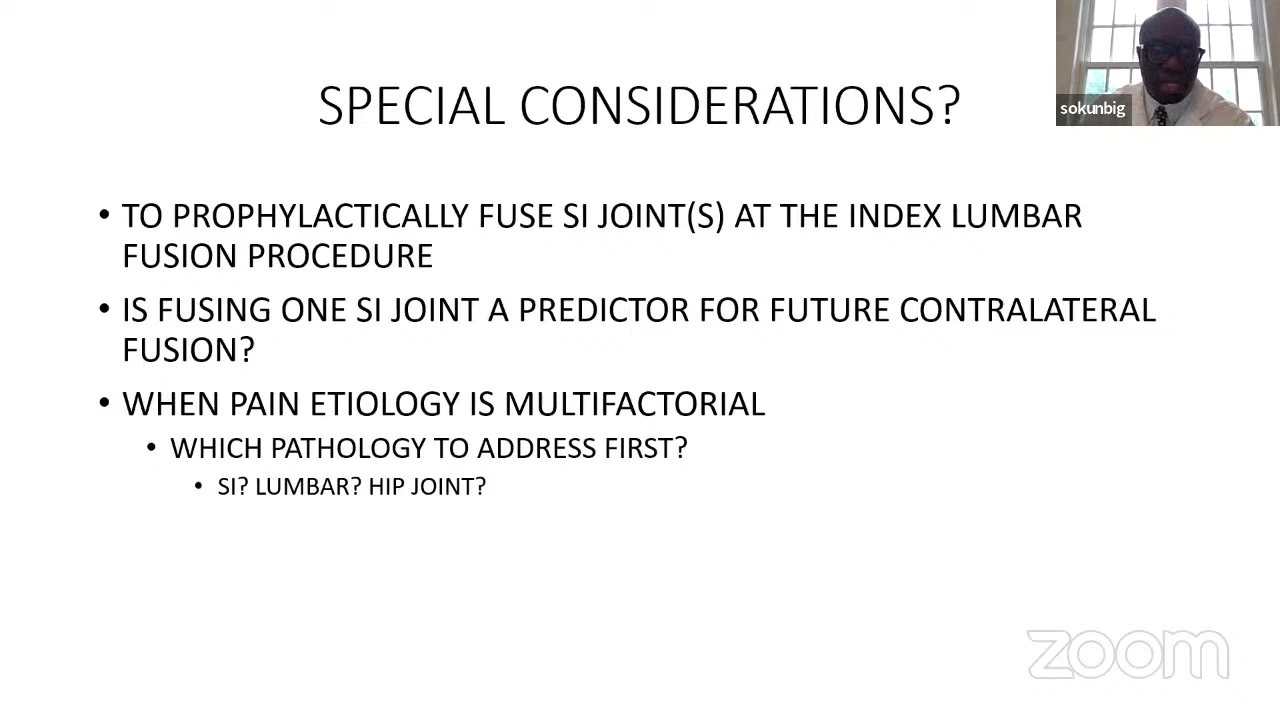 sokunbig
SPECIAL CONSIDERATIONS?
• TO PROPHYLACTICALLY FUSE SI JOINT(S) AT THE INDEX LUMBAR
FUSION PROCEDURE
• IS FUSING ONE SI JOINT A PREDICTOR FOR FUTURE CONTRALATERAL
FUSION?
• WHEN PAIN ETIOLOGY IS MULTIFACTORIAL
• WHICH PATHOLOGY TO ADDRESS FIRST?
• SI? LUMBAR? HIP JOINT?
zoom